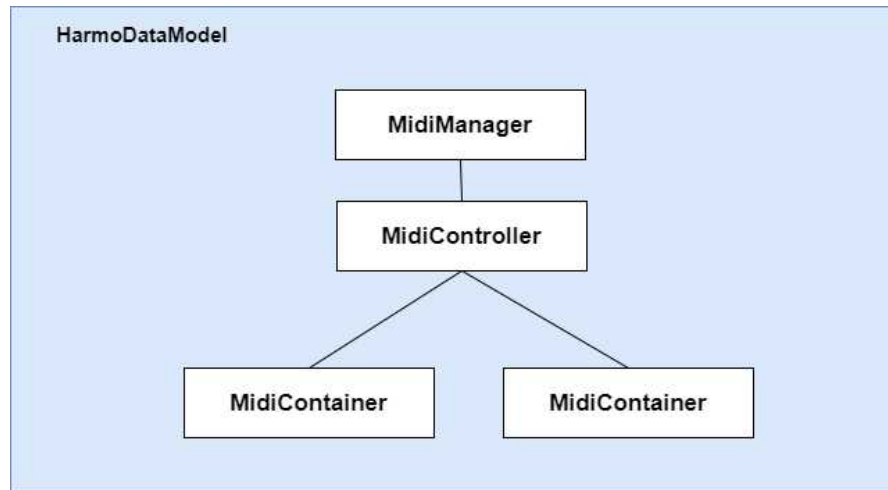 HarmoDataModel
MidiManager
MidiController
MidiContainer
MidiContainer